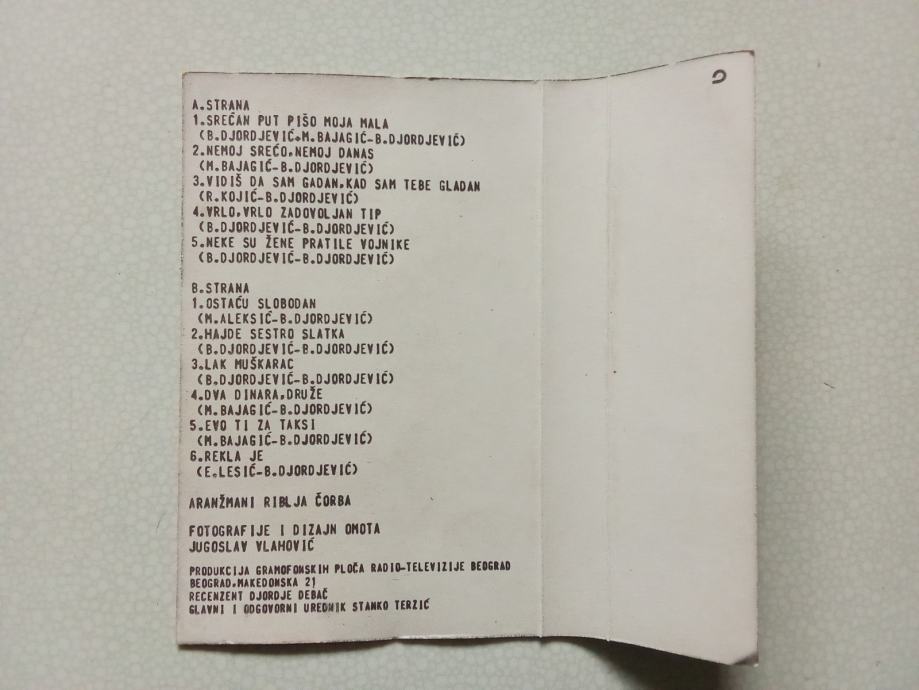 A.STRANA
1.SREĆAN PUT PIŠO MOJA MALA
(B.DJORDJEVIĆ,M.BAJAGIĆ-B.DJORDJEVIĆ)
2.NEMOJ SREĆO,NEMOJ DANAS
(M.BAJAGIĆ-B.DJORDJEVIĆ)
3.VIDIŠ DA SAM GADAN,KAD SAM TEBE GLADAN
(R.KOJIĆ-B.DJORDJEVIĆ)
4.VRLO,VRLO ZADOVOLJAN TIP
(B.DJORDJEVIĆ-B.DJORDJEVIĆ)
5.NEKE SU ŽENE PRATILE VOJNIKE
(B.DJORDJEVIĆ-B.DJORDJEVIĆ)
B.STRANA
1.OSTAĆU SLOBODAN
(M.ALEKSIĆ-B.DJORDJEVIĆ)
2.HAJDE SESTRO SLATKA
(B.DJORDJEVIĆ-B.DJORDJEVIĆ)
3.LAK MUŠKARAC
(B.DJORDJEVIĆ-B.DJORDJEVIĆ)
4.DVA DINARA,DRUŽE
(M.BAJAGIĆ-B.DJORDJEVIĆ)
5.EVO TI ZA TAKSI
(M.BAJAGIĆ-B.DJORDJEVIĆ)
6.REKLA JE
(E.LESIĆ-B.DJORDJEVIĆ)
ARANŽMANI RIBLJA ČORBA
FOTOGRAFIJE I DIZAJN OMOTA
JUGOSLAV VLAHOVIĆ
PRODUKCIJA GRAMOFONSKIH PLOČA RADIO-TELEVIZIJE BEOGRAD
BEOGRAD,MAKEDONSKA 21
RECENZENT DJORDJE DEBAČ
GLAVNI I ODGOVORNI UREDNIK STANKO TERZIĆ